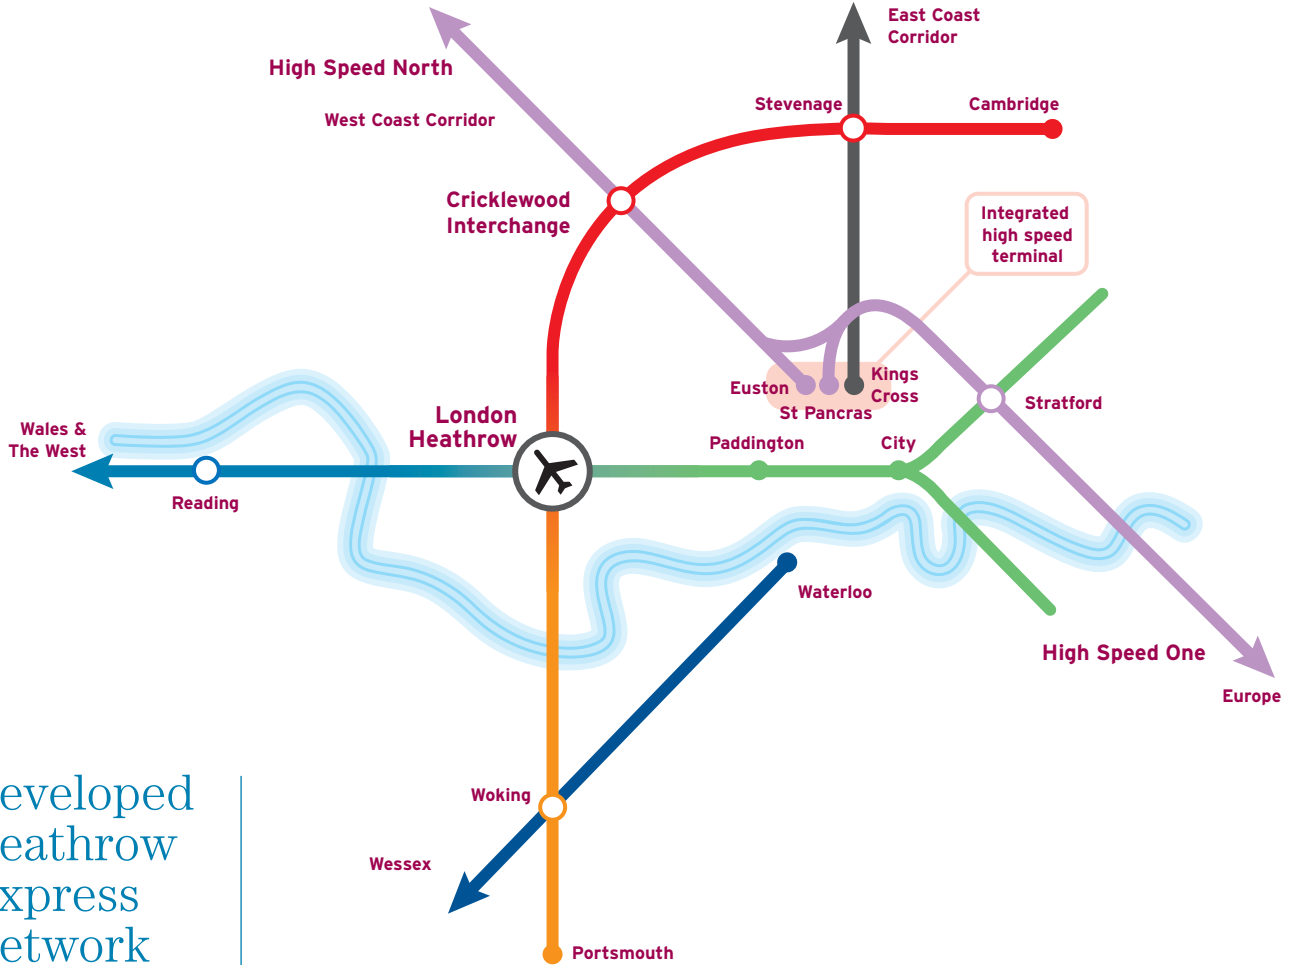 East Coast
Corridor
High Speed North
Stevenage
Cambridge
West Coast Corridor
Cricklewood
Interchange
Integrated
high speed
terminal
Kings
Cross
Euston
St Pancras
Stratford
London
Heathrow
Wales &
The West
Paddington
City
Reading
Waterloo
High Speed One
Europe
Woking
Wessex
Portsmouth
eveloped
eathrow
xpress
etwork